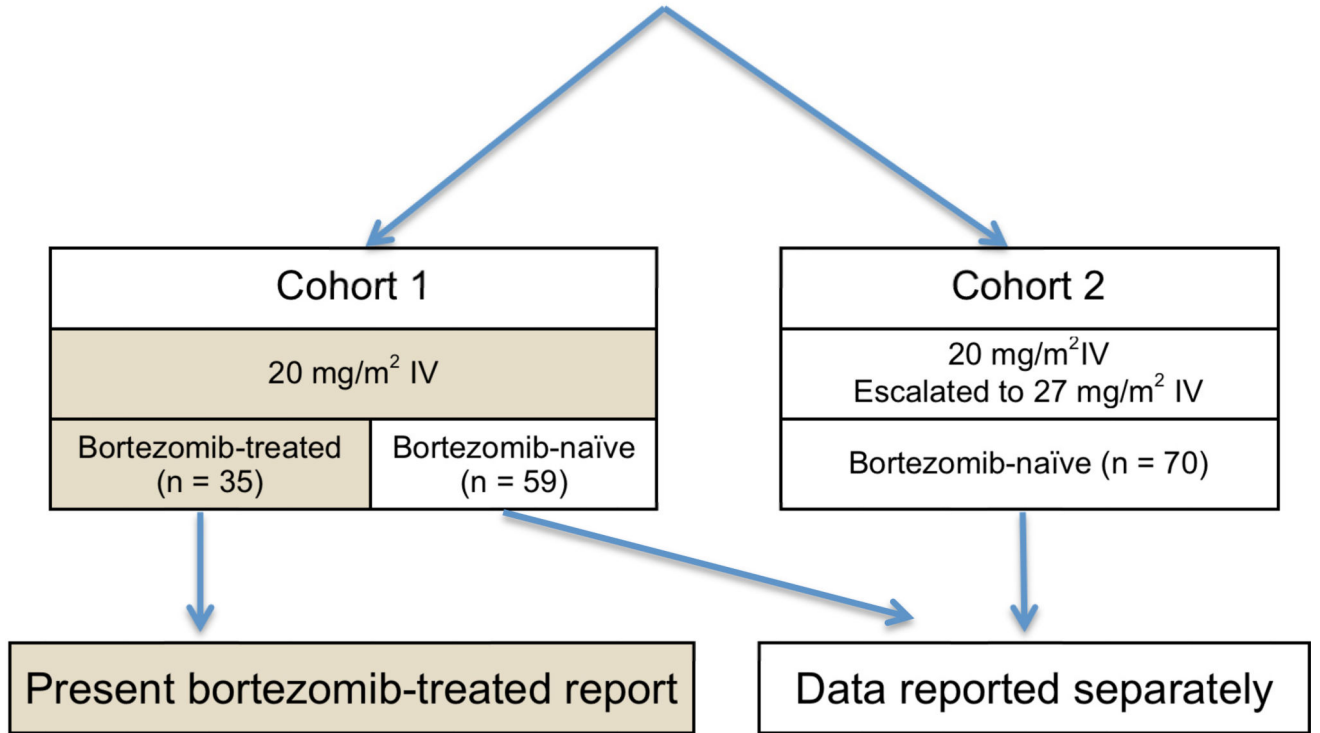 Cohort 1
20 mg/m² IV
Bortezomib-treated
(n = 35)
Bortezomib-naïve
(n = 59)
Cohort 2
20 mg/m²IV
Escalated to 27 mg/m² IV
Bortezomib-naïve (n = 70)
Present bortezomib-treated report
Data reported separately